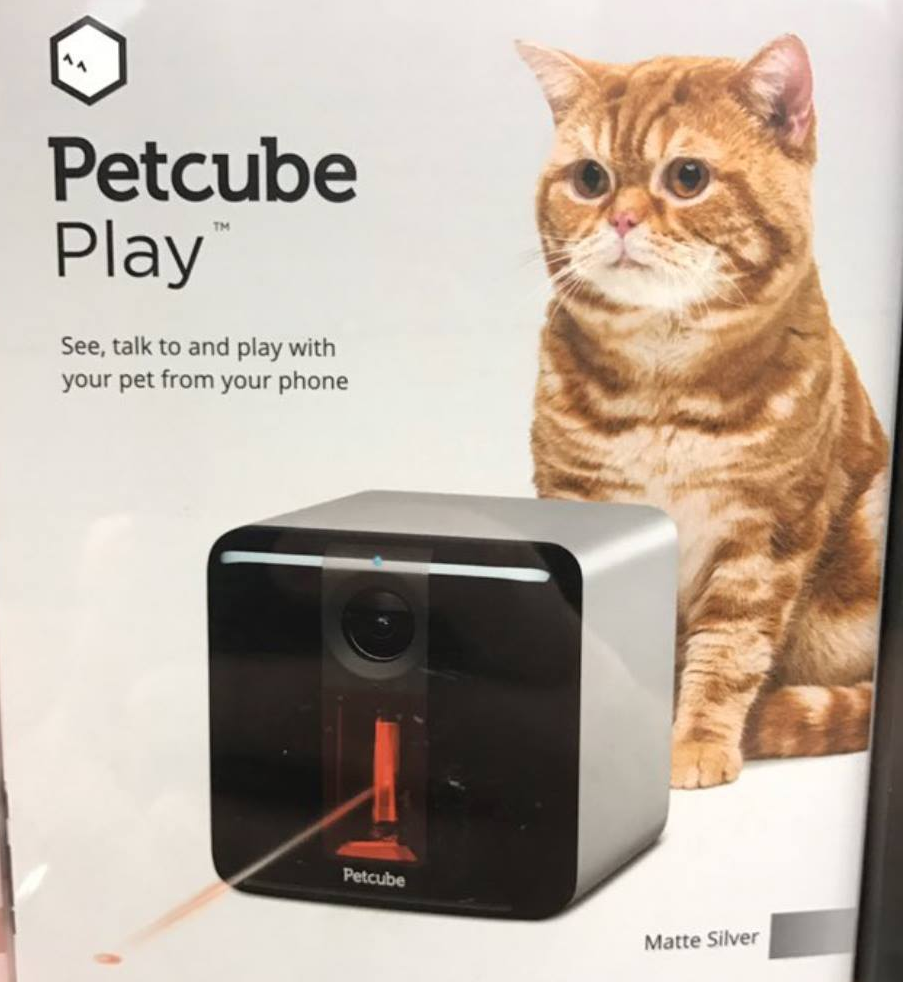 Petcube
Play™
See, talk to and play with
your pet from your phone
Petcube
Matte Silver